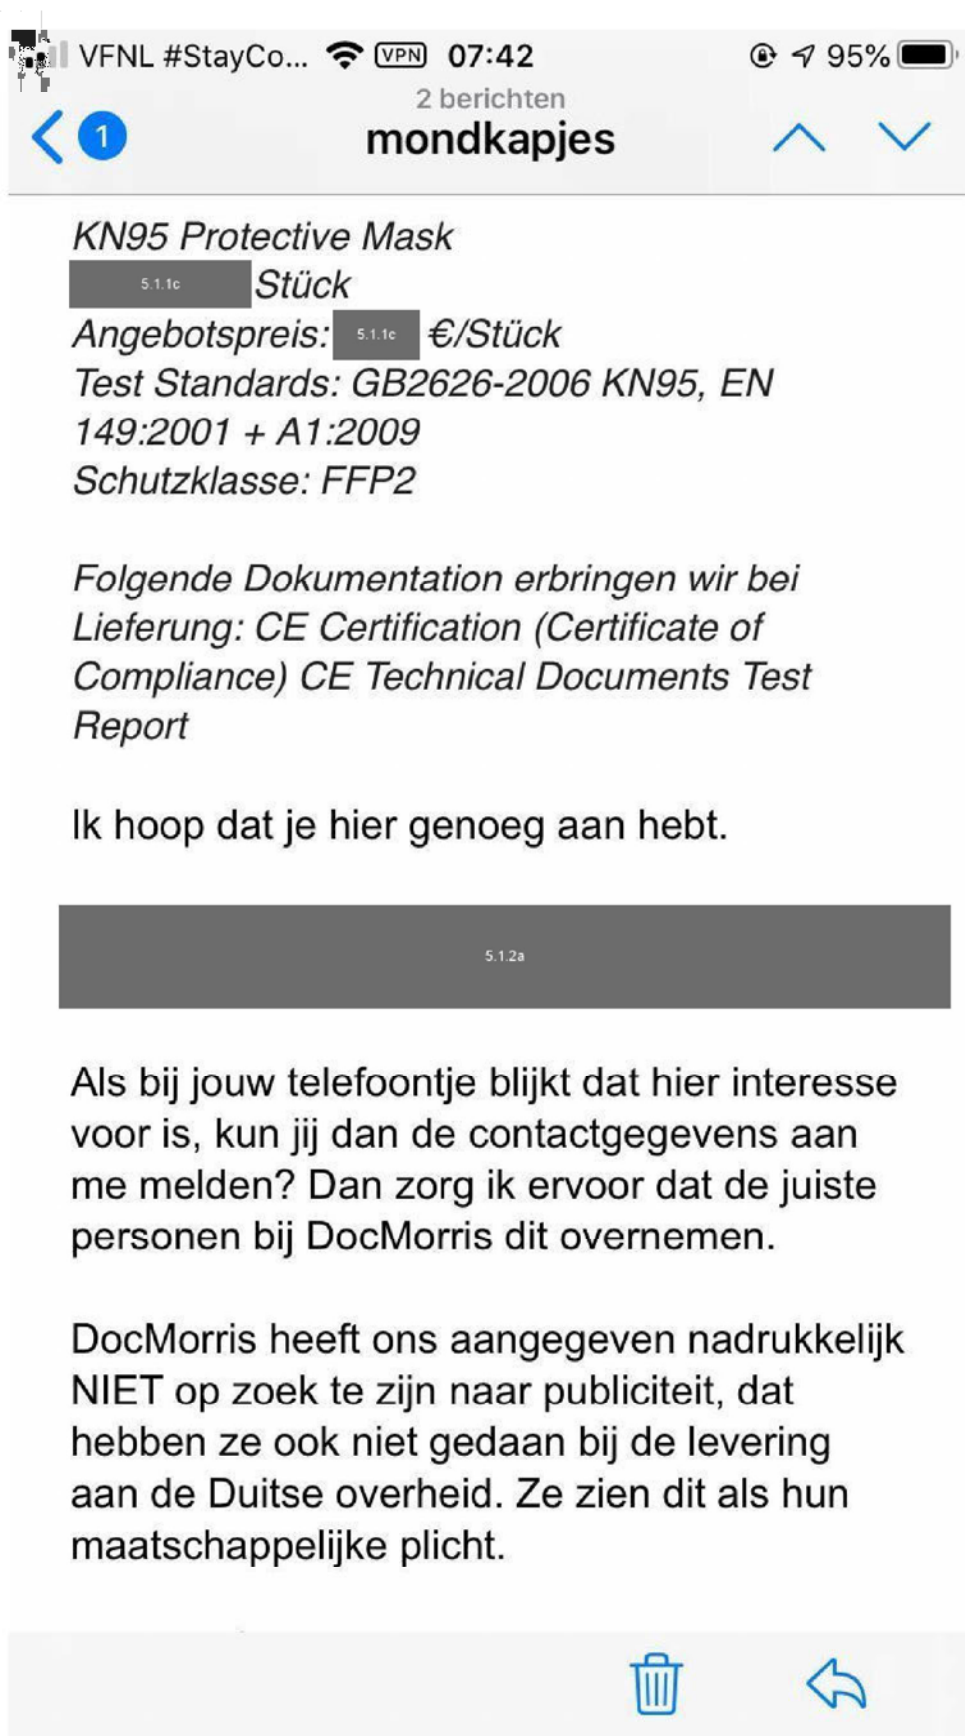 VFNL #StayCo... VPN 07:42 95%
2 berichten
1 mondkapjes
KN95 Protective Mask
5.1.1c Stück
Angebotspreis: 5.1.1c €/Stück
Test Standards: GB2626-2006 KN95, EN
149:2001 + A1:2009
Schutzklasse: FFP2
Folgende Dokumentation erbringen wir bei
Lieferung: CE Certification (Certificate of
Compliance) CE Technical Documents Test
Report
Ik hoop dat je hier genoeg aan hebt.
5.1.2a
Als bij jouw telefoontje blijkt dat hier interesse
voor is, kun jij dan de contactgegevens aan
me melden? Dan zorg ik ervoor dat de juiste
personen bij DocMorris dit overnemen.
DocMorris heeft ons aangegeven nadrukkelijk
NIET op zoek te zijn naar publiciteit, dat
hebben ze ook niet gedaan bij de levering
aan de Duitse overheid. Ze zien dit als hun
maatschappelijke plicht.